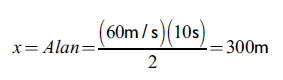 x = Alan = (60m/s)(10s) / 2 = 300m